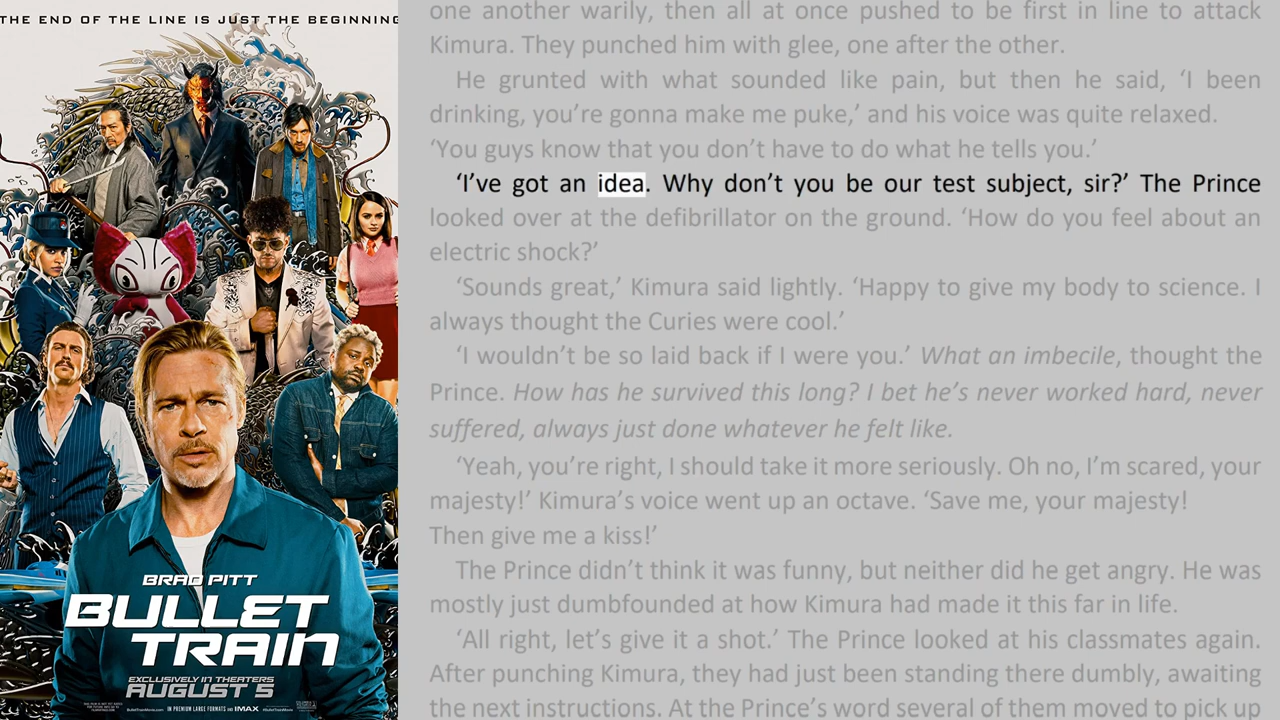 THE END OF THE LINE IS JUST THE BEGINNING
BRAD PITT
BULLET
TRAIN
EXCLUSIVELY IN THEATERS
AUGUST 5
BulletTrainMovie.com
IN PREMIUM LARGE FORMATS AND IMAX
#BulletTrainMovie
one another warily, then all at once pushed to be first in line to attack
Kimura. They punched him with glee, one after the other.
He grunted with what sounded like pain, but then he said, ‘I been
drinking, you’re gonna make me puke,’ and his voice was quite relaxed.
‘You guys know that you don’t have to do what he tells you.’
‘I’ve got an idea. Why don’t you be our test subject, sir?’ The Prince
looked over at the defibrillator on the ground. ‘How do you feel about an
electric shock?’
‘Sounds great,’ Kimura said lightly. ‘Happy to give my body to science. I
always thought the Curies were cool.’
‘I wouldn’t be so laid back if I were you.’ What an imbecile, thought the
Prince. How has he survived this long? I bet he’s never worked hard, never
suffered, always just done whatever he felt like.
‘Yeah, you’re right, I should take it more seriously. Oh no, I’m scared, your
majesty!’ Kimura’s voice went up an octave. ‘Save me, your majesty!
Then give me a kiss!’
The Prince didn’t think it was funny, but neither did he get angry. He was
mostly just dumbfounded at how Kimura had made it this far in life.
‘All right, let’s give it a shot.’ The Prince looked at his classmates again.
After punching Kimura, they had just been standing there dumbly, awaiting
the next instructions. At the Prince’s word several of them moved to pick up